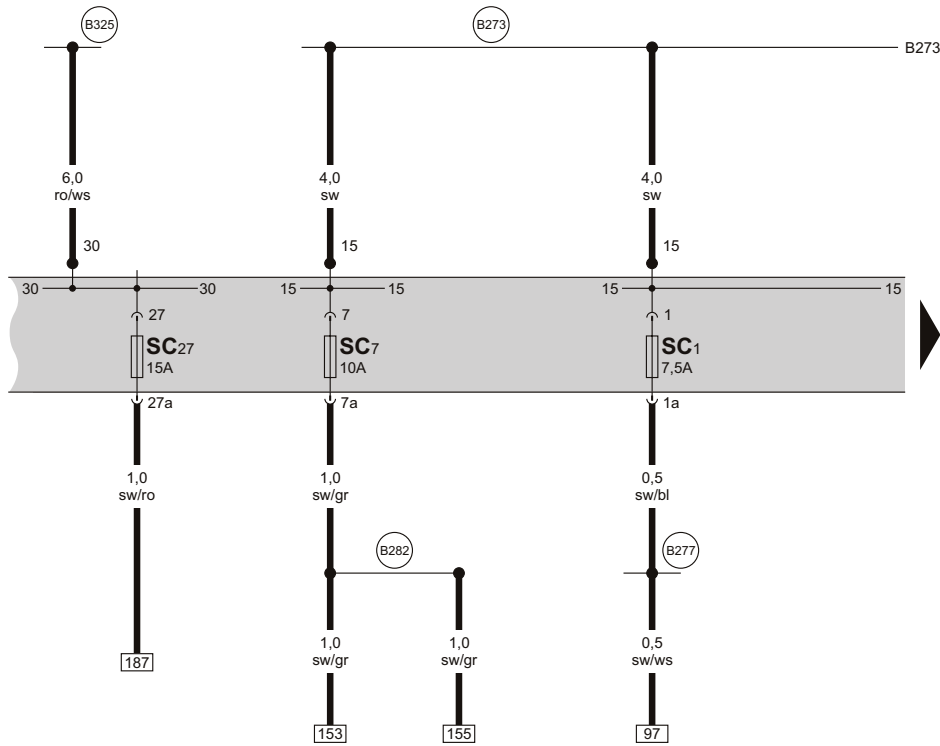 B325
B273
B273
6,0
ro/ws
4,0
sw
4,0
sw
30
15
15
30
30
15
15
15
15
27
7
1
SC27
15A
SC7
10A
SC1
7,5A
27a
7a
1a
1,0
sw/ro
1,0
sw/gr
0,5
sw/bl
B282
B277
1,0
sw/gr
1,0
sw/gr
0,5
sw/ws
187
153
155
97